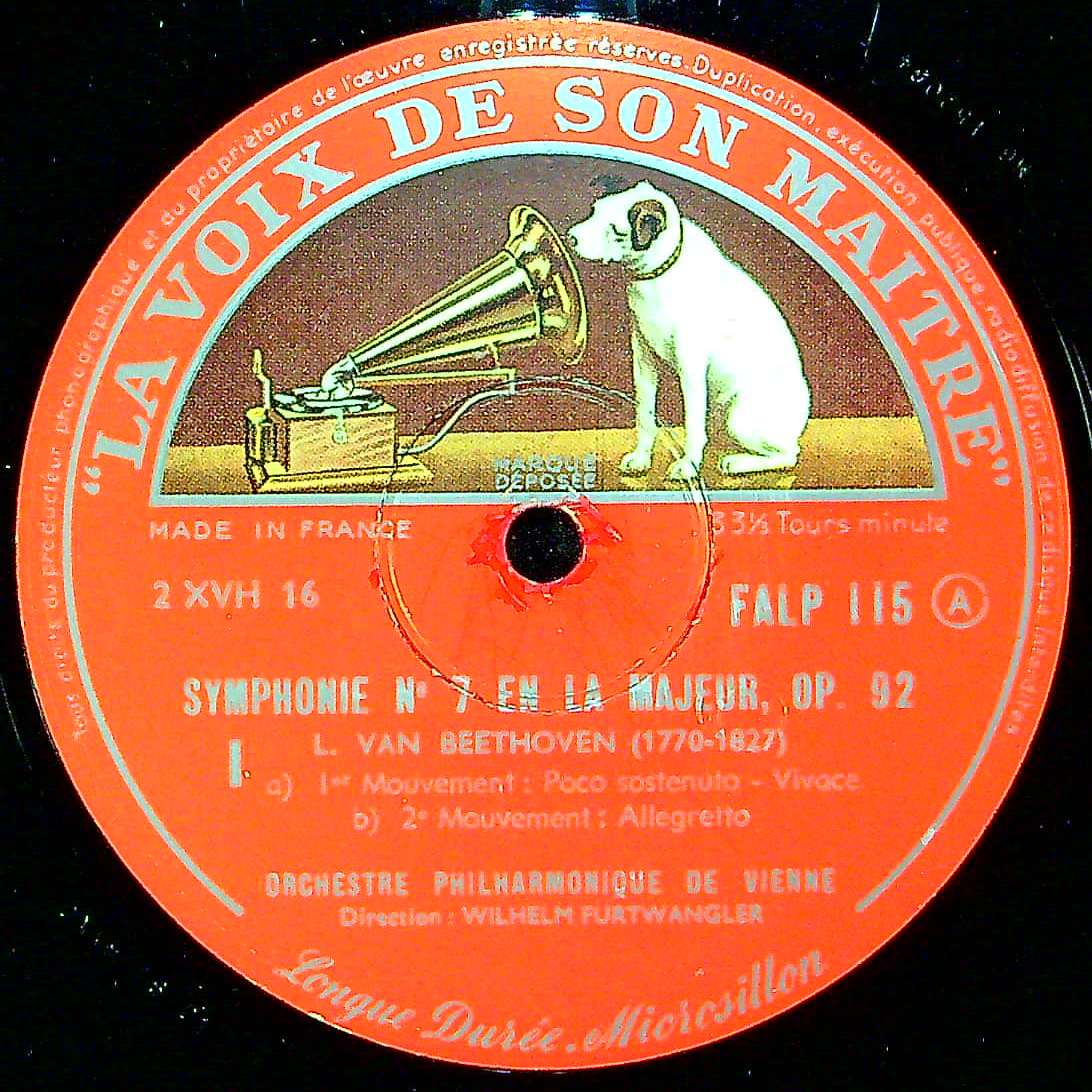 Tous droits du producteur phonographique et du propriétaire de l'œuvre enregistrée réservés. Duplication, exécution publique, radiodiffusion de ce disque interdites
"LA VOIX DE SON MAITRE"
MARQUE
DÉPOSÉE
MADE IN FRANCE 33⅓ Tours minute
2 XVH 16 FALP 115 A
SYMPHONIE N° 7 EN LA MAJEUR, OP. 92
L. VAN BEETHOVEN (1770-1827)
I. a) 1er Mouvement : Poco sostenuto - Vivace
b) 2e Mouvement : Allegretto
ORCHESTRE PHILHARMONIQUE DE VIENNE
Direction : WILHELM FURTWANGLER
Longue Durée. Microsillon